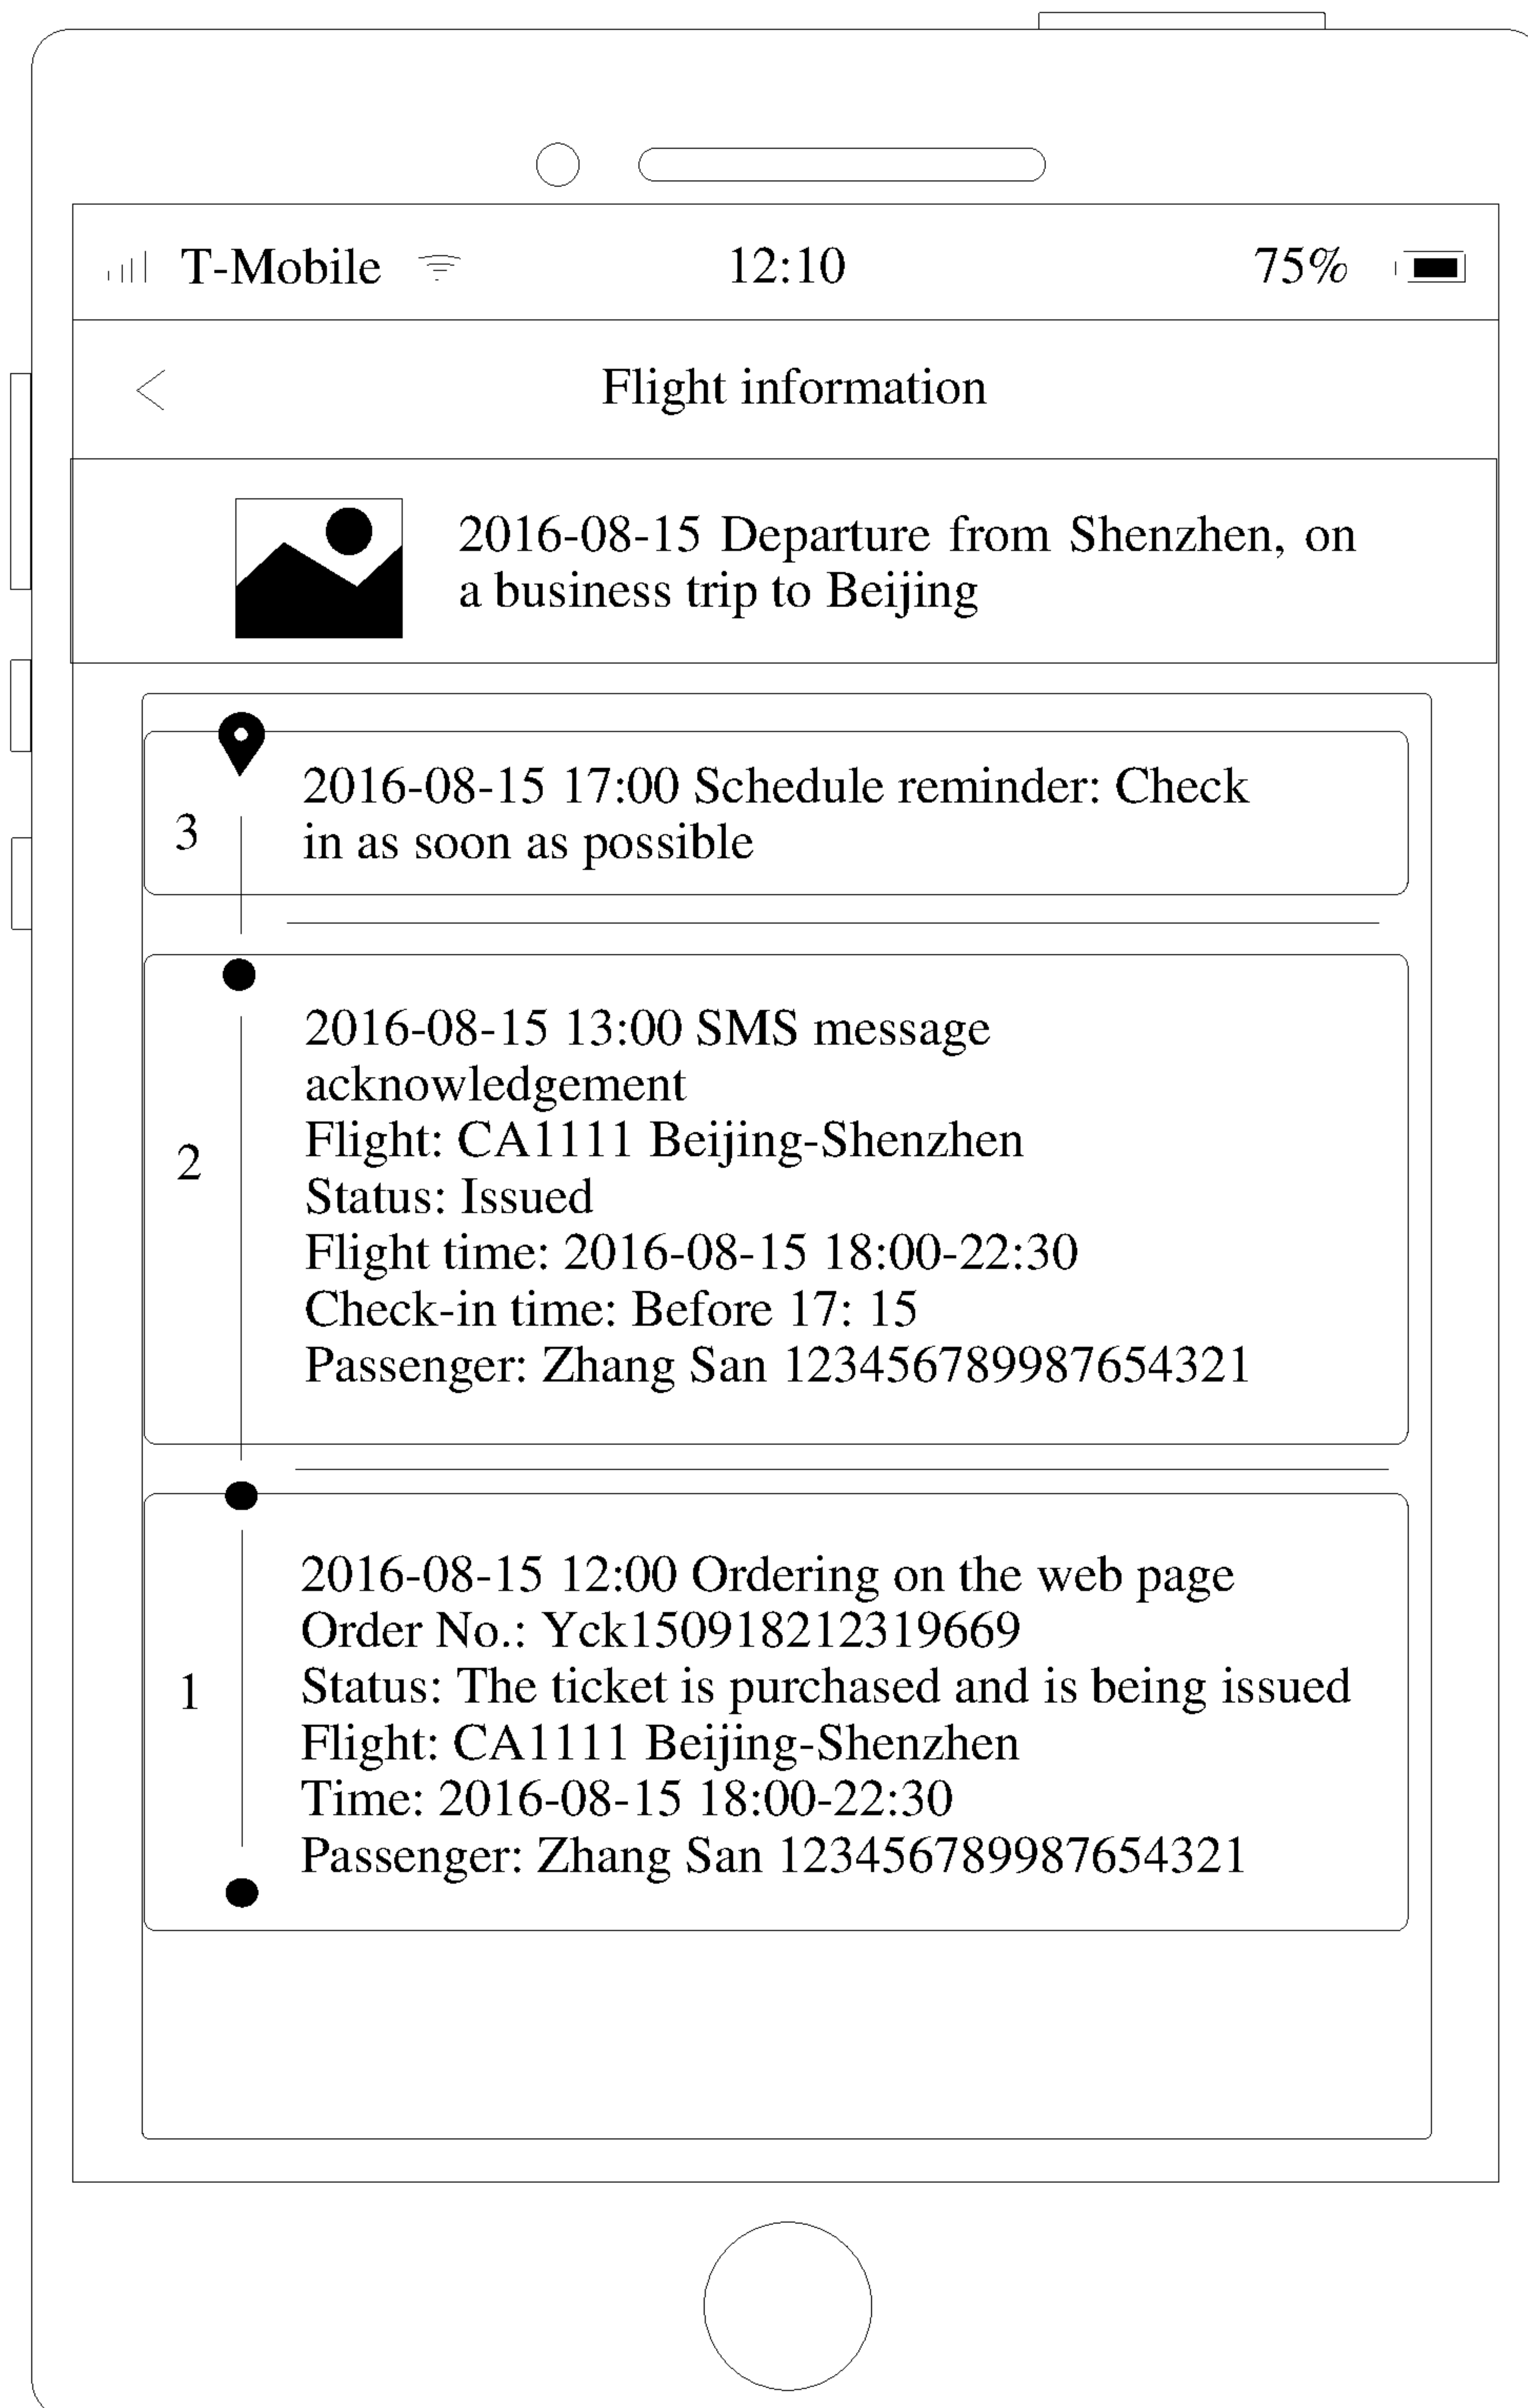 T-Mobile 12:10 75%
Flight information
2016-08-15 Departure from Shenzhen, on
a business trip to Beijing
2016-08-15 17:00 Schedule reminder: Check
3
in as soon as possible
2016-08-15 13:00 SMS message
acknowledgement
Flight: CA1111 Beijing-Shenzhen
2
Status: Issued
Flight time: 2016-08-15 18:00-22:30
Check-in time: Before 17: 15
Passenger: Zhang San 123456789987654321
2016-08-15 12:00 Ordering on the web page
Order No.: Yck150918212319669
1
Status: The ticket is purchased and is being issued
Flight: CA1111 Beijing-Shenzhen
Time: 2016-08-15 18:00-22:30
Passenger: Zhang San 123456789987654321